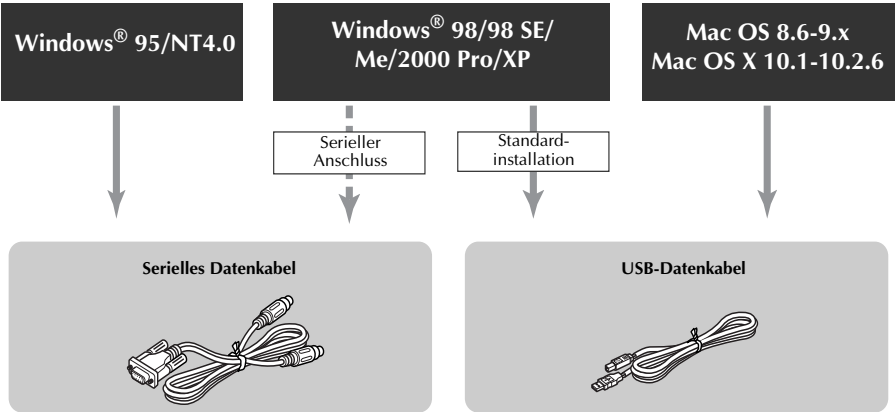 Windows® 95/NT4.0
Windows® 98/98 SE/
Me/2000 Pro/XP
Mac OS 8.6-9.x
Mac OS X 10.1-10.2.6
Serieller
Anschluss
Standard-
installation
Serielles Datenkabel
USB-Datenkabel